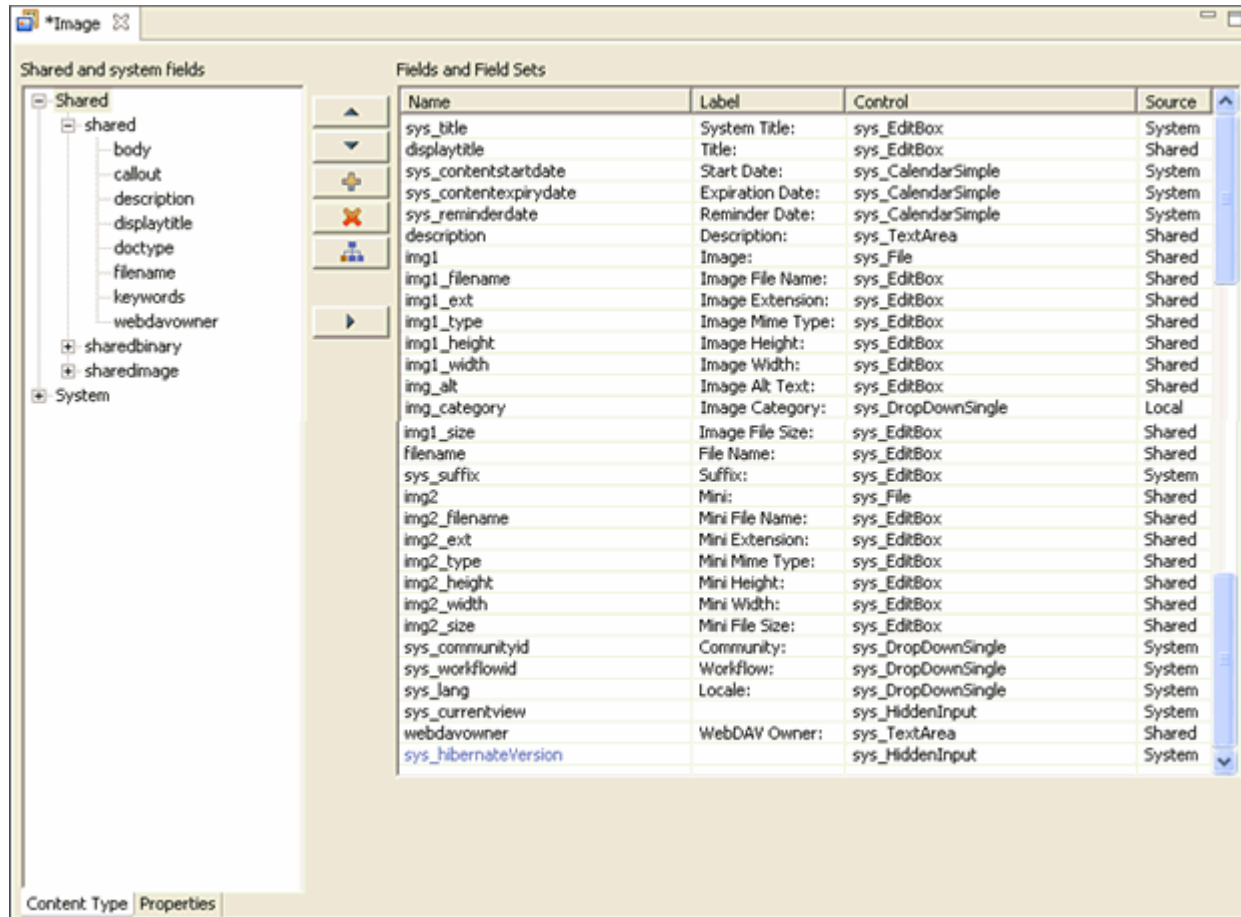 *Image
Shared and system fields
Shared
shared
body
callout
description
displaytitle
doctype
filename
keywords
webdavowner
sharedbinary
sharedimage
System
Fields and Field Sets
Name Label Control Source
sys_title System Title: sys_EditBox System
displaytitle Title: sys_EditBox Shared
sys_contentstartdate Start Date: sys_CalendarSimple System
sys_contentexpirydate Expiration Date: sys_CalendarSimple System
sys_reminderdate Reminder Date: sys_CalendarSimple System
description Description: sys_TextArea Shared
img1 Image: sys_File Shared
img1_filename Image File Name: sys_EditBox Shared
img1_ext Image Extension: sys_EditBox Shared
img1_type Image Mime Type: sys_EditBox Shared
img1_height Image Height: sys_EditBox Shared
img1_width Image Width: sys_EditBox Shared
img_alt Image Alt Text: sys_EditBox Shared
img_category Image Category: sys_DropDownSingle Local
img1_size Image File Size: sys_EditBox Shared
filename File Name: sys_EditBox Shared
sys_suffix Suffix: sys_EditBox System
img2 Mini: sys_File Shared
img2_filename Mini File Name: sys_EditBox Shared
img2_ext Mini Extension: sys_EditBox Shared
img2_type Mini Mime Type: sys_EditBox Shared
img2_height Mini Height: sys_EditBox Shared
img2_width Mini Width: sys_EditBox Shared
img2_size Mini File Size: sys_EditBox Shared
sys_communityid Community: sys_DropDownSingle System
sys_workflowid Workflow: sys_DropDownSingle System
sys_lang Locale: sys_DropDownSingle System
sys_currentview sys_HiddenInput System
webdavowner WebDAV Owner: sys_TextArea Shared
sys_hibernateVersion sys_HiddenInput System
Content Type Properties